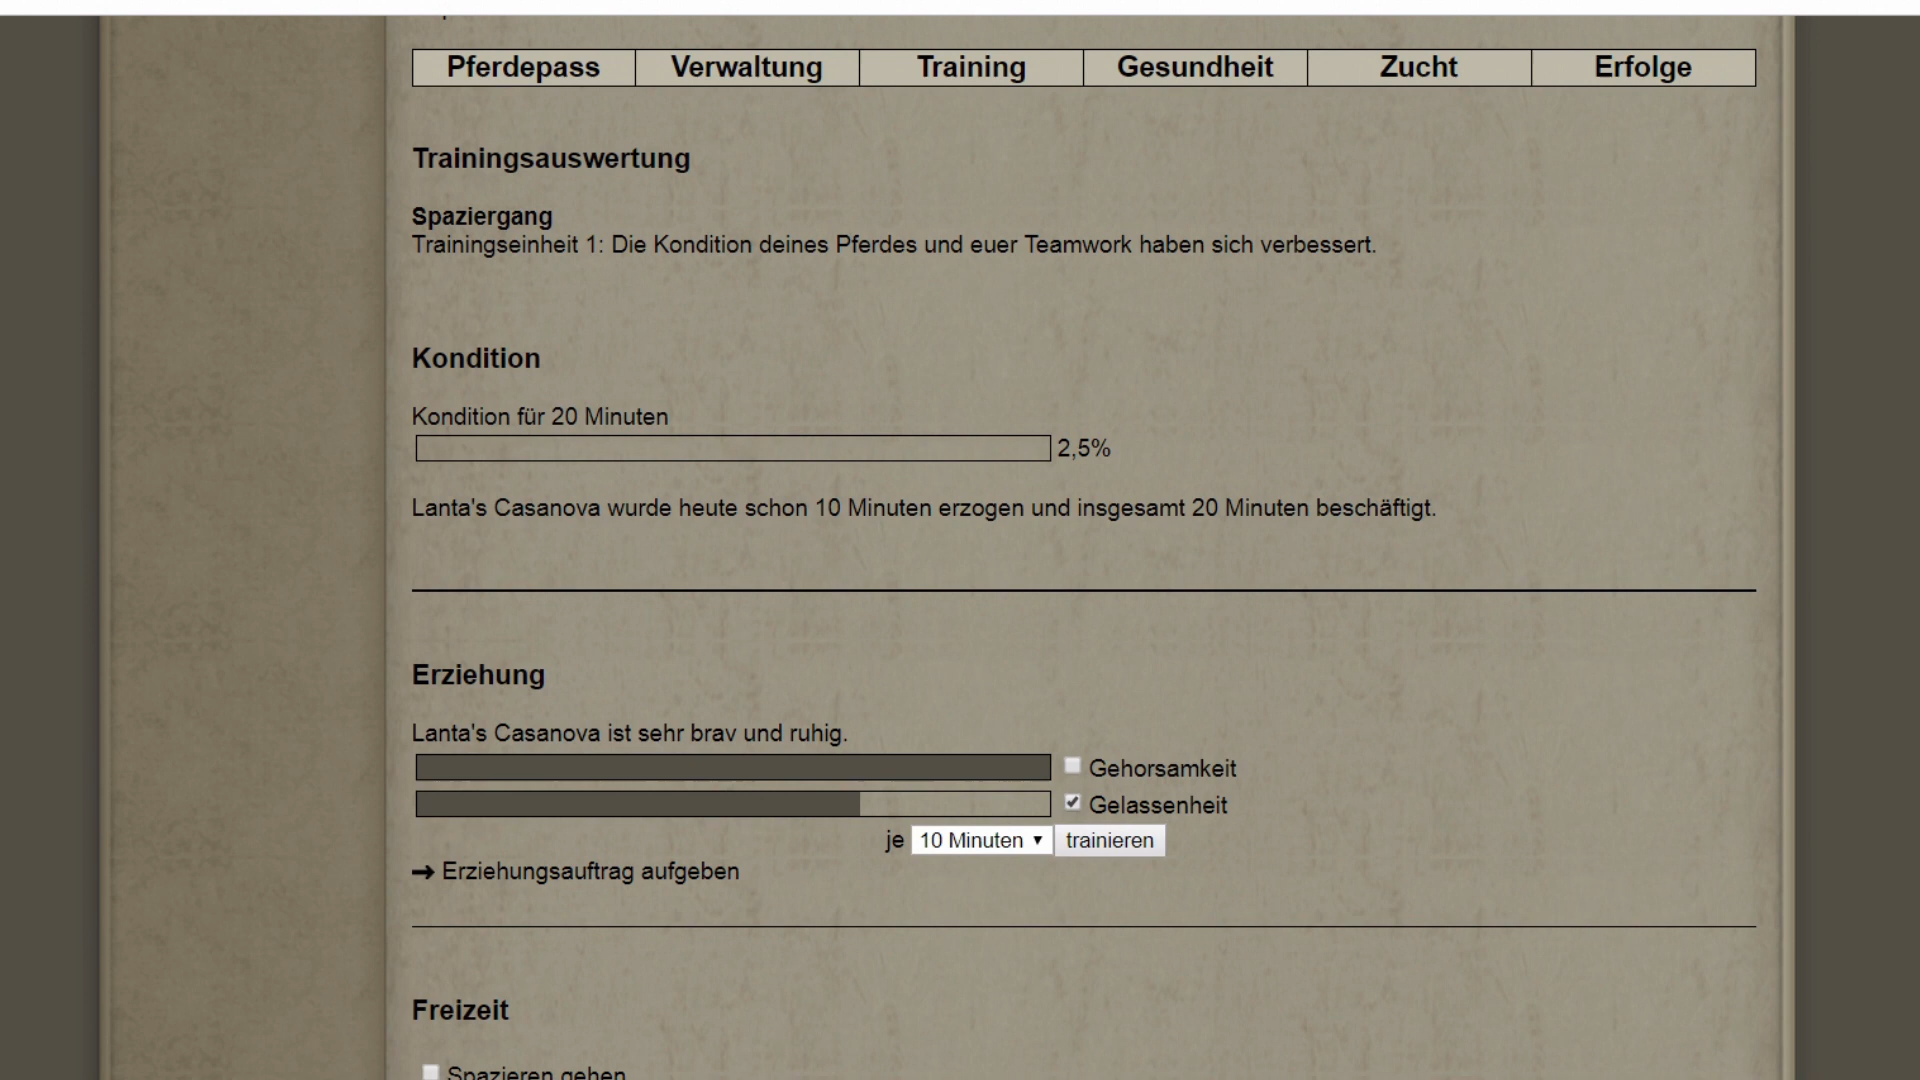 Pferdepass Verwaltung Training Gesundheit Zucht Erfolge
Trainingsauswertung
Spaziergang
Trainingseinheit 1: Die Kondition deines Pferdes und euer Teamwork haben sich verbessert.
Kondition
Kondition für 20 Minuten
2,5%
Lanta's Casanova wurde heute schon 10 Minuten erzogen und insgesamt 20 Minuten beschäftigt.
Erziehung
Lanta's Casanova ist sehr brav und ruhig.
Gehorsamkeit
Gelassenheit
je 10 Minuten trainieren
➞ Erziehungsauftrag aufgeben
Freizeit
Spazieren gehen